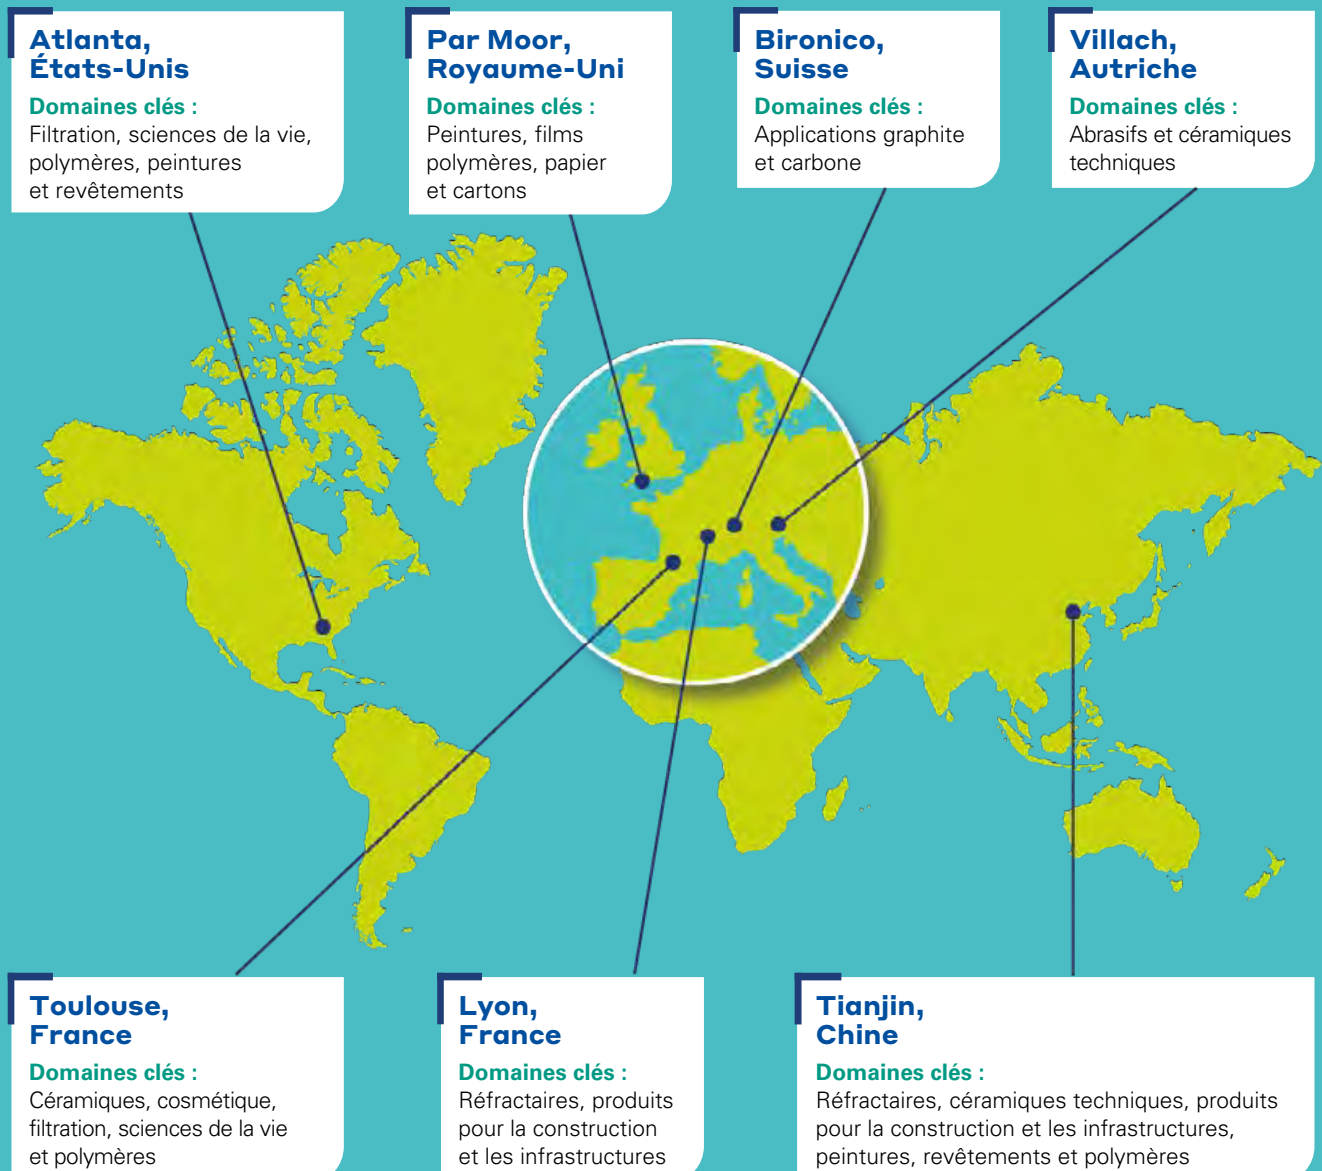 Atlanta,
États-Unis
Domaines clés :
Filtration, sciences de la vie,
polymères, peintures
et revêtements
Par Moor,
Royaume-Uni
Domaines clés :
Peintures, films
polymères, papier
et cartons
Bironico,
Suisse
Domaines clés :
Applications graphite
et carbone
Villach,
Autriche
Domaines clés :
Abrasifs et céramiques
techniques
Toulouse,
France
Domaines clés :
Céramiques, cosmétique,
filtration, sciences de la vie
et polymères
Lyon,
France
Domaines clés :
Réfractaires, produits
pour la construction
et les infrastructures
Tianjin,
Chine
Domaines clés :
Réfractaires, céramiques techniques, produits
pour la construction et les infrastructures,
peintures, revêtements et polymères